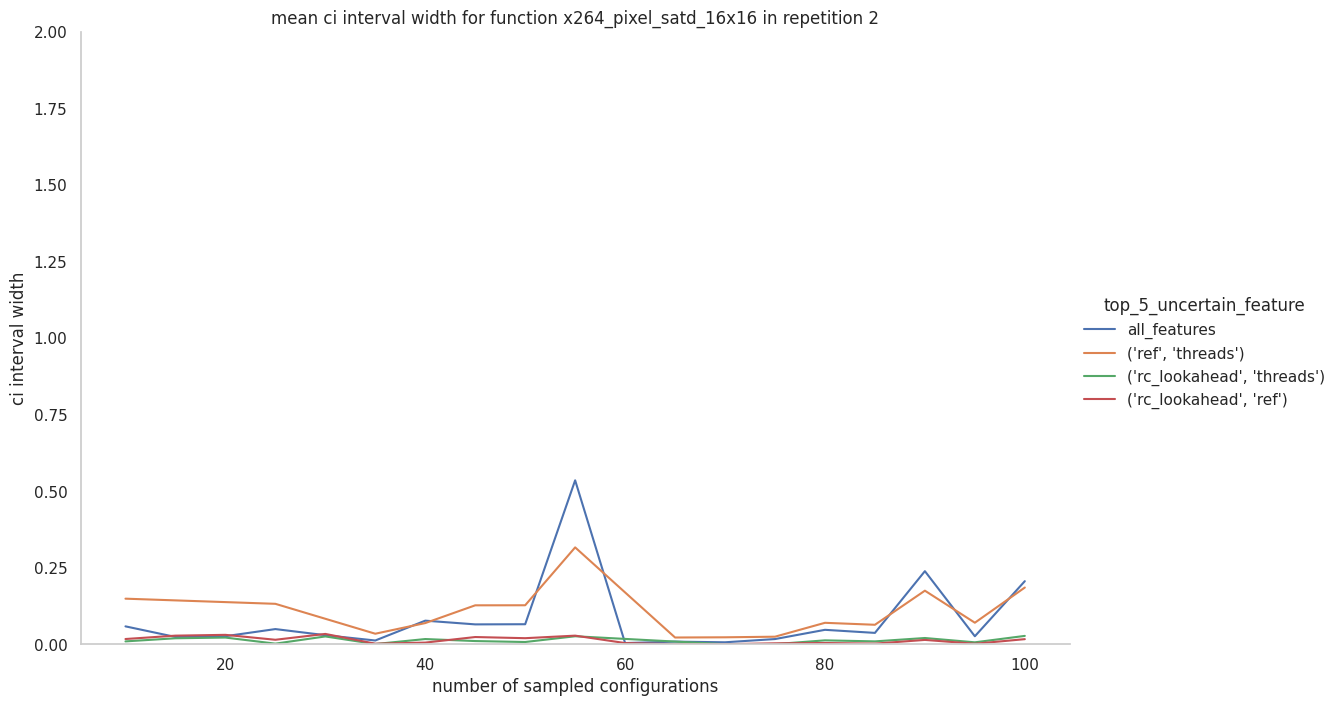 mean ci interval width for function x264_pixel_satd_16x16 in repetition 2
2.00
1.75
1.50
1.25
1.00
0.75
0.50
0.25
0.00
ci interval width
20
40
60
80
100
number of sampled configurations
top_5_uncertain_feature
all_features
('ref', 'threads')
('rc_lookahead', 'threads')
('rc_lookahead', 'ref')